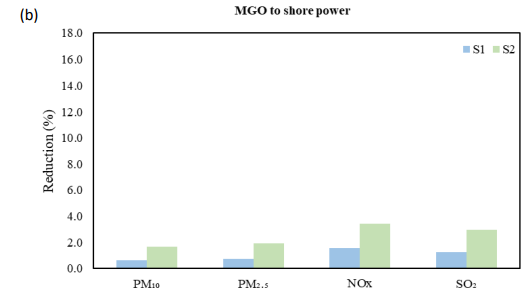 (b)
MGO to shore power
S1 S2
Reduction (%)
18.0
16.0
14.0
12.0
10.0
8.0
6.0
4.0
2.0
0.0
PM₁₀ PM₂.₅ NOx SO₂